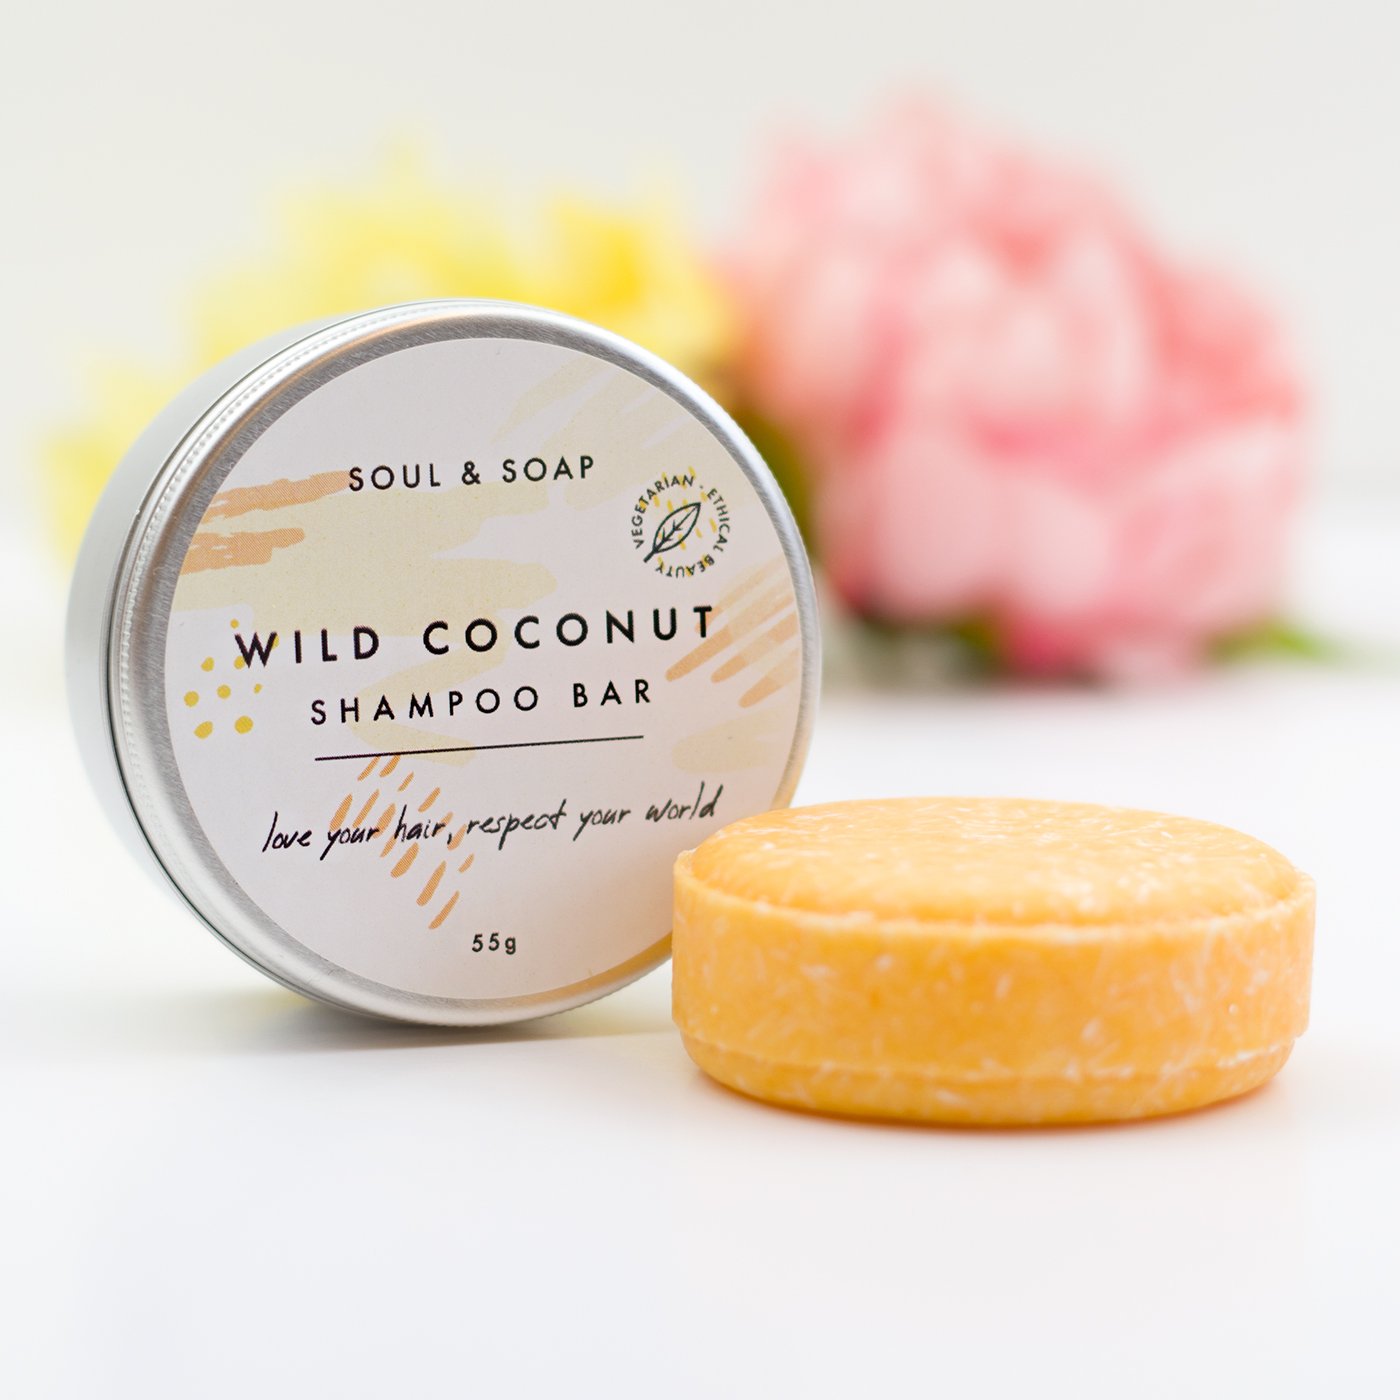 SOUL & SOAP
VEGETARIAN - ETHICAL BEAUTY
WILD COCONUT
SHAMPOO BAR
love your hair, respect your world
55g